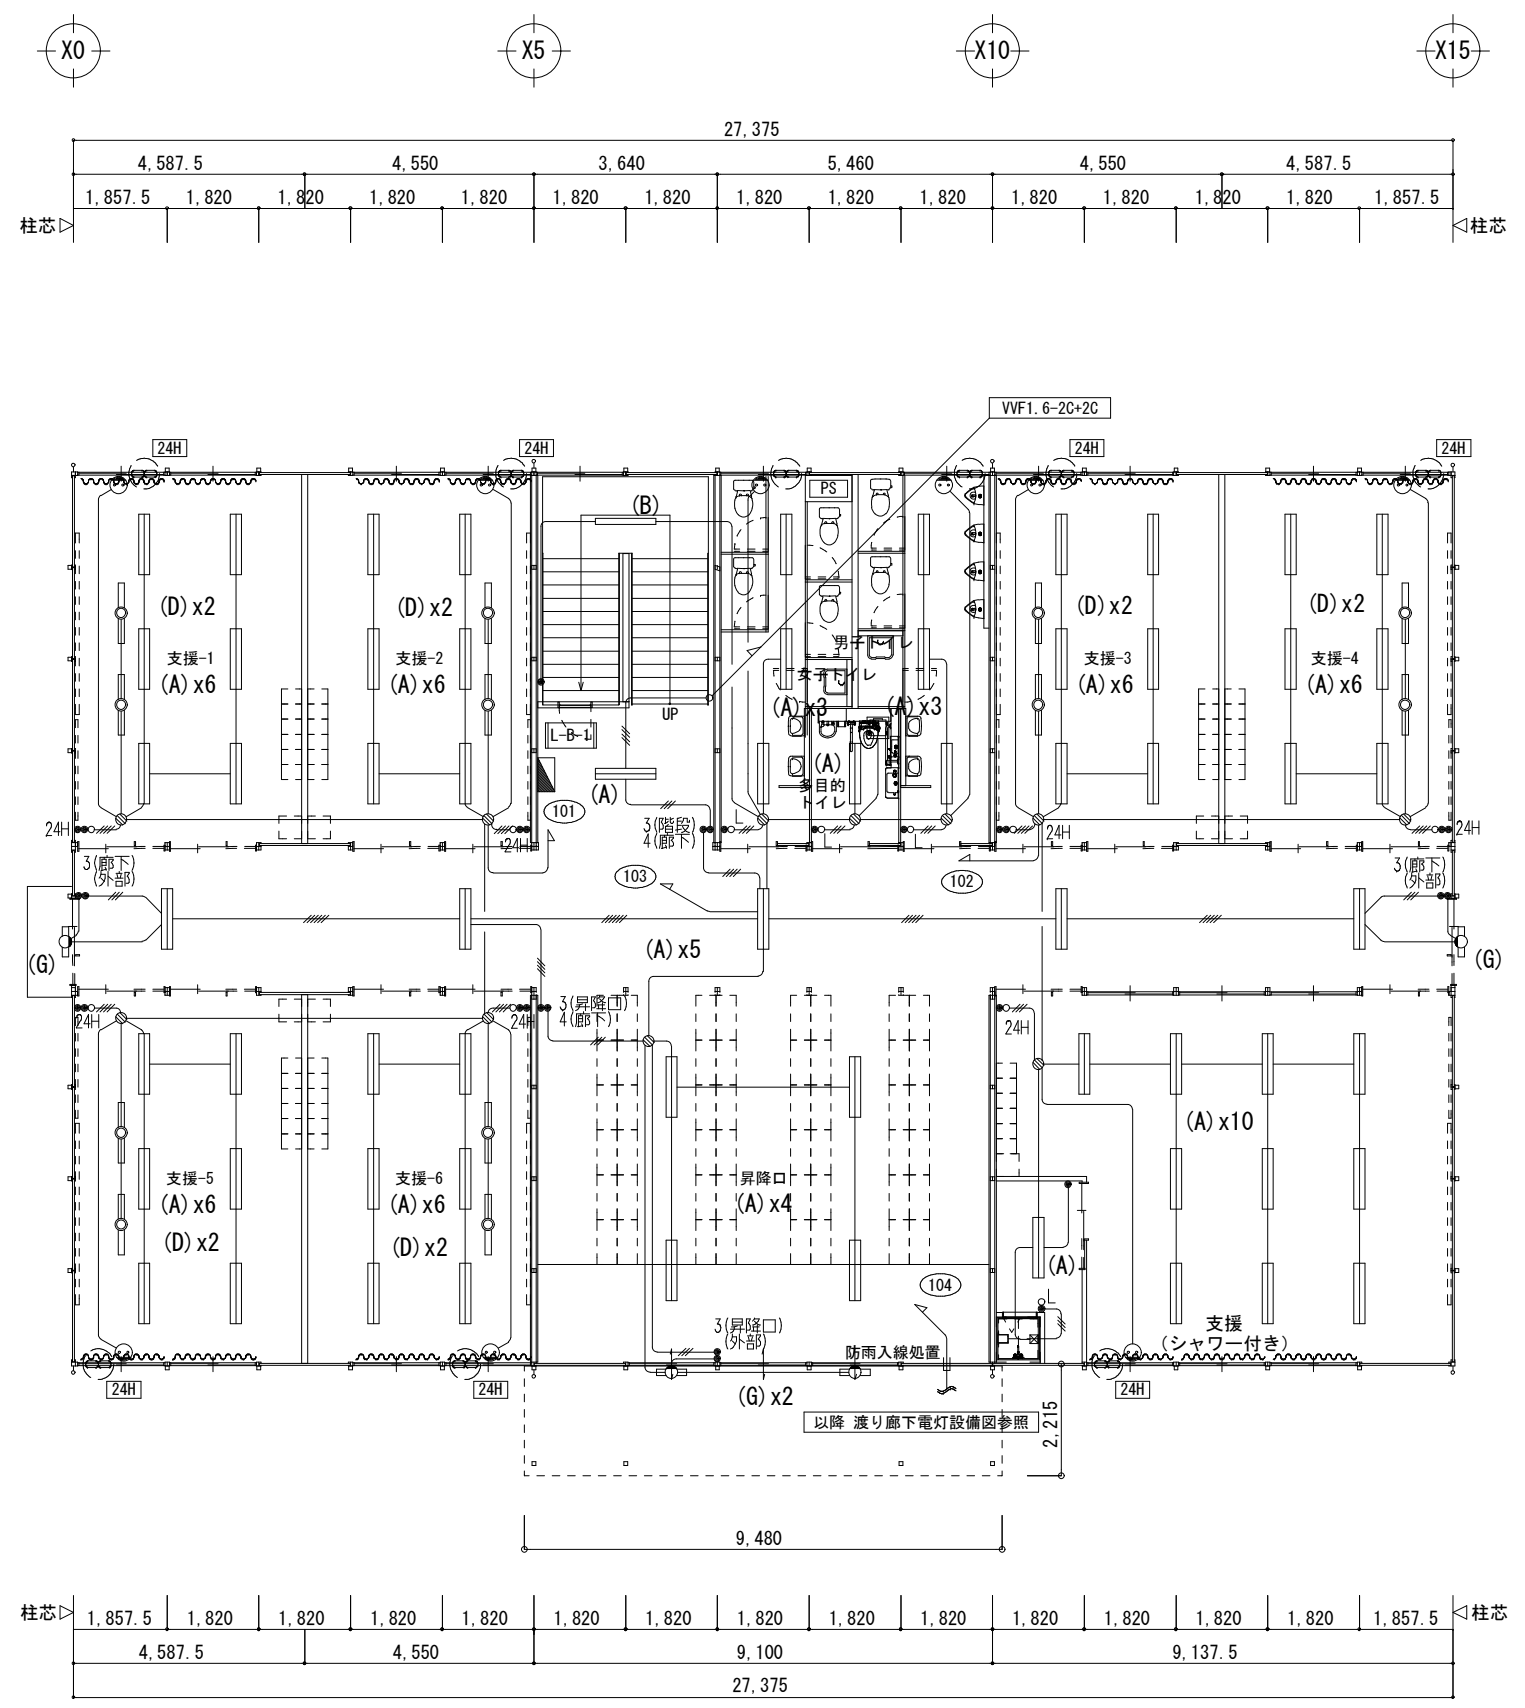 X0 X5 X10 X15
27,375
4,587.5 4,550 3,640 5,460 4,550 4,587.5
1,857.5 1,820 1,820 1,820 1,820 1,820 1,820 1,820 1,820 1,820 1,820 1,820 1,820 1,820 1,857.5
柱芯 柱芯
VVF1.6-2C+2C
24H 24H 24H 24H
PS
(B)
(D)x2 (D)x2 (D)x2 (D)x2
男子トイレ
支援-1 支援-2 支援-3 支援-4
女子トイレ
(A)x6 (A)x6 (A)x6 (A)x6
(A)x3 (A)x3
UP
L-B-1
(A)
多目的
トイレ
(A)
101
3(階段)
4(廊下)
L L L
24H 24H 24H 24H
3(廊下)
(外部)
3(廊下)
(外部)
103 102
(A)x5
(G) (G)
3(昇降口)
4(廊下)
24H 24H 24H
(A)x10
支援-5 支援-6 昇降口
(A)x6 (A)x6 (A)x4
(D)x2 (D)x2
(A)
104
L
3(昇降口)
(外部)
支援
(シャワー付き)
防雨入線処置
24H 24H 24H
(G)x2
以降 渡り廊下電灯設備図参照
2,215
9,480
柱芯 柱芯
1,857.5 1,820 1,820 1,820 1,820 1,820 1,820 1,820 1,820 1,820 1,820 1,820 1,820 1,820 1,857.5
4,587.5 4,550 9,100 9,137.5
27,375